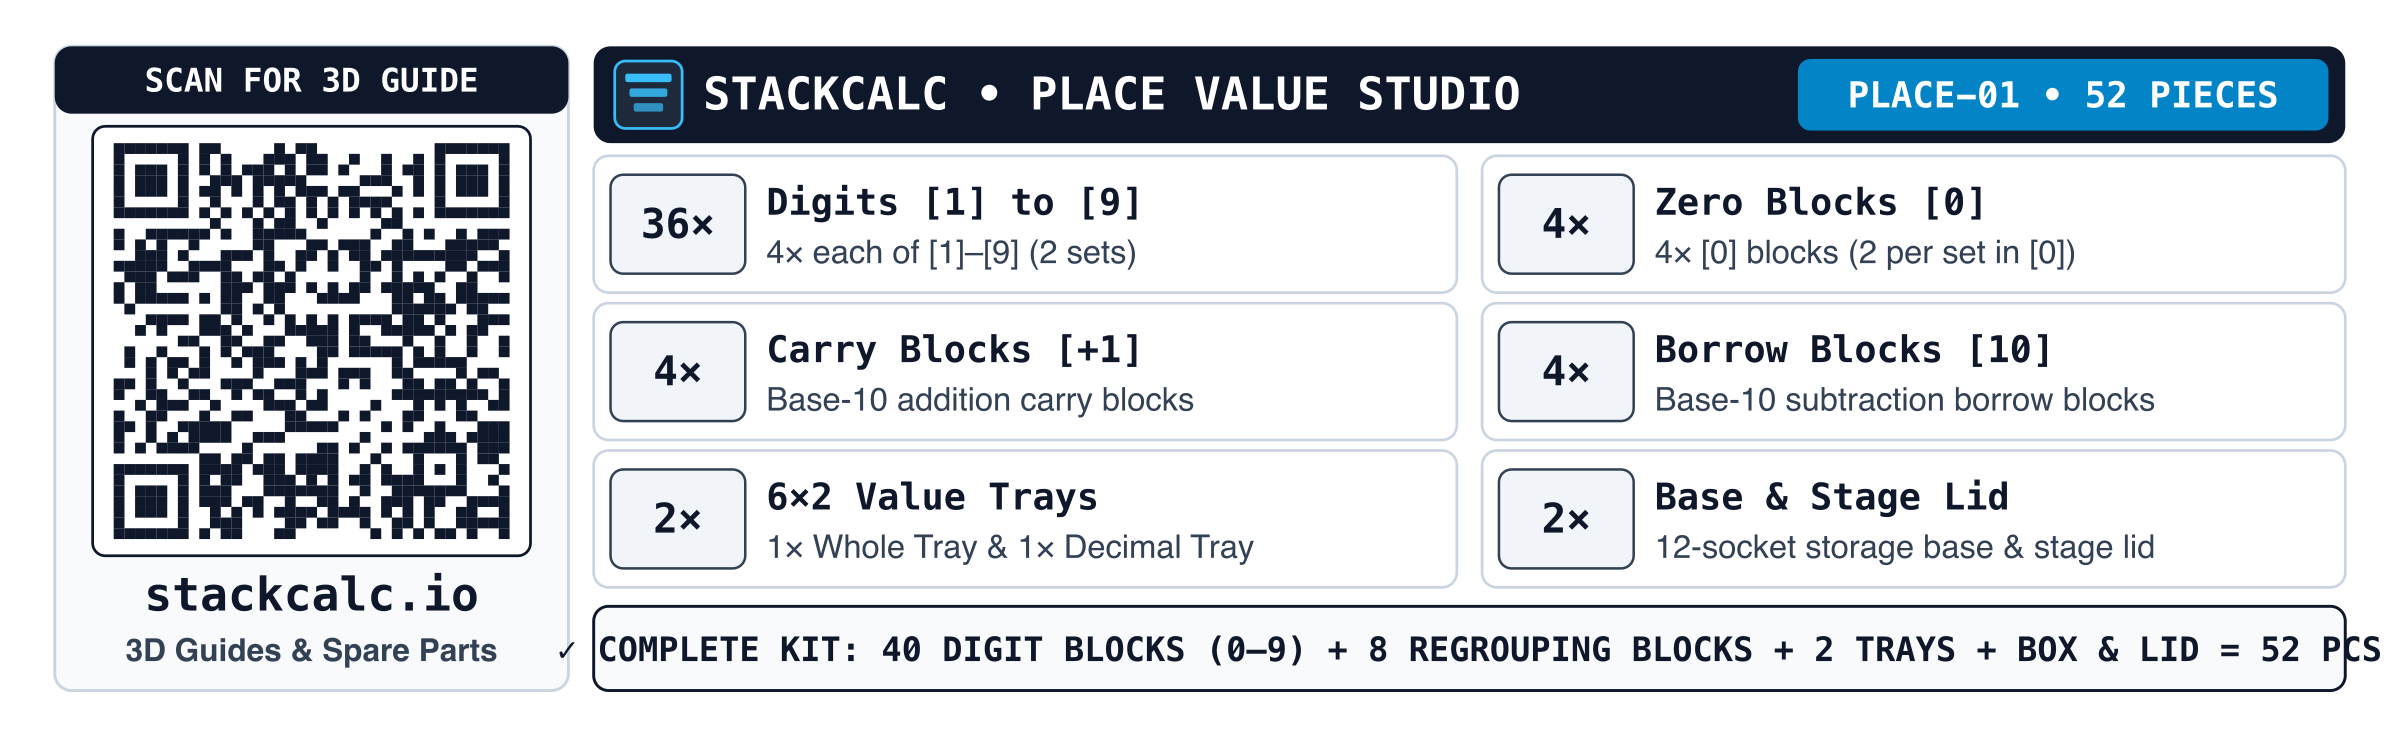 SCAN FOR 3D GUIDE
stackcalc.io
3D Guides & Spare Parts
STACKCALC • PLACE VALUE STUDIO
PLACE–01 • 52 PIECES
36×
Digits [1] to [9]
4× each of [1]–[9] (2 sets)
4×
Zero Blocks [0]
4× [0] blocks (2 per set in [0])
4×
Carry Blocks [+1]
Base-10 addition carry blocks
4×
Borrow Blocks [10]
Base-10 subtraction borrow blocks
2×
6×2 Value Trays
1× Whole Tray & 1× Decimal Tray
2×
Base & Stage Lid
12-socket storage base & stage lid
✓ COMPLETE KIT: 40 DIGIT BLOCKS (0–9) + 8 REGROUPING BLOCKS + 2 TRAYS + BOX & LID = 52 PCS